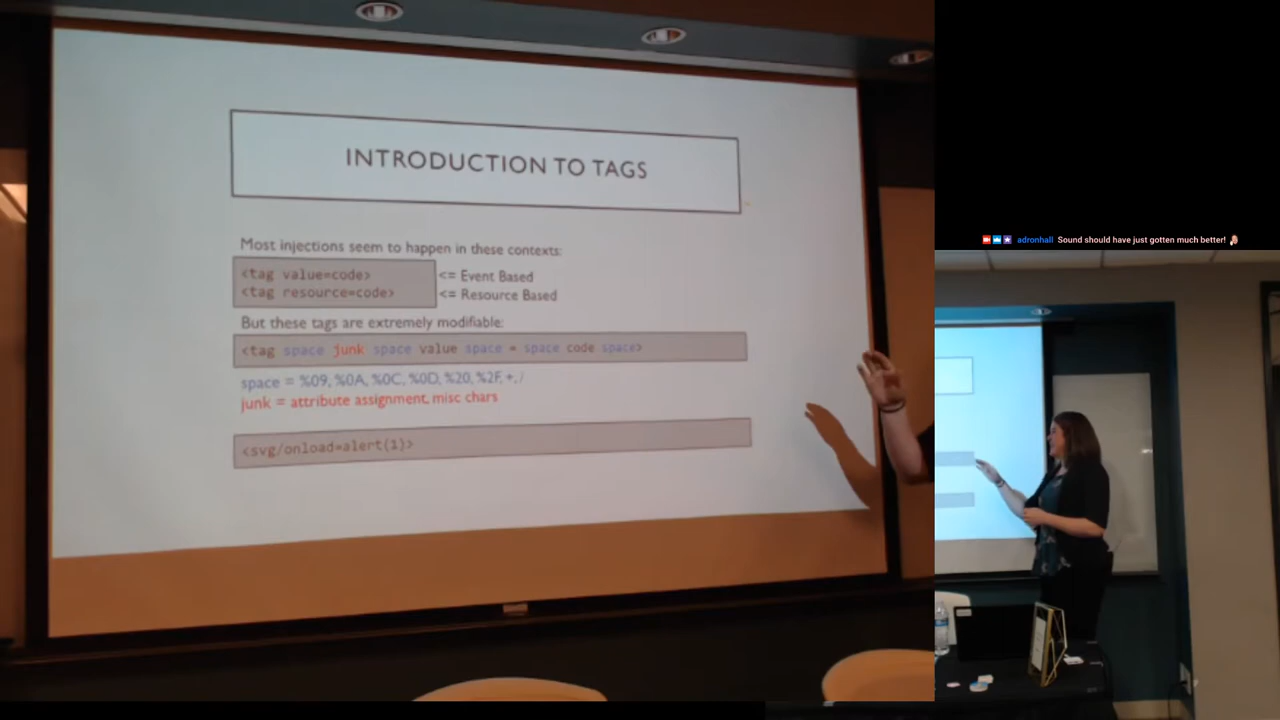 INTRODUCTION TO TAGS
Most injections seem to happen in these contexts:
<tag value=code> <= Event Based
<tag resource=code> <= Resource Based
But these tags are extremely modifiable:
<tag space junk space value space = space code space>
space = %09, %0A, %0C, %0D, %20, %2F, +, /
junk = attribute assignment, misc chars
<svg/onload=alert(1)>
adronhall Sound should have just gotten much better!